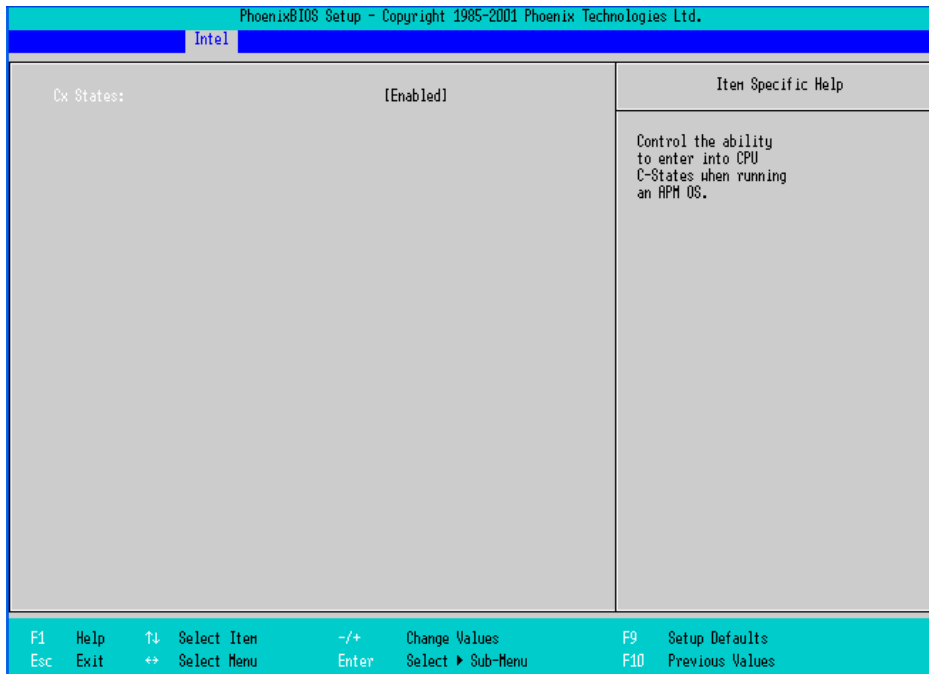 PhoenixBIOS Setup - Copyright 1985-2001 Phoenix Technologies Ltd.
Intel
Cx States: [Enabled]
Item Specific Help
Control the ability
to enter into CPU
C-States when running
an APM OS.
F1 Help ↑↓ Select Item -/+ Change Values F9 Setup Defaults
Esc Exit ↔ Select Menu Enter Select ▶ Sub-Menu F10 Previous Values